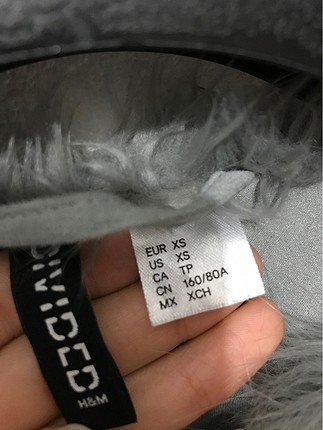 EUR XS
US XS
CA TP
CN 160/80A
MX XCH
DIVIDED
H&M